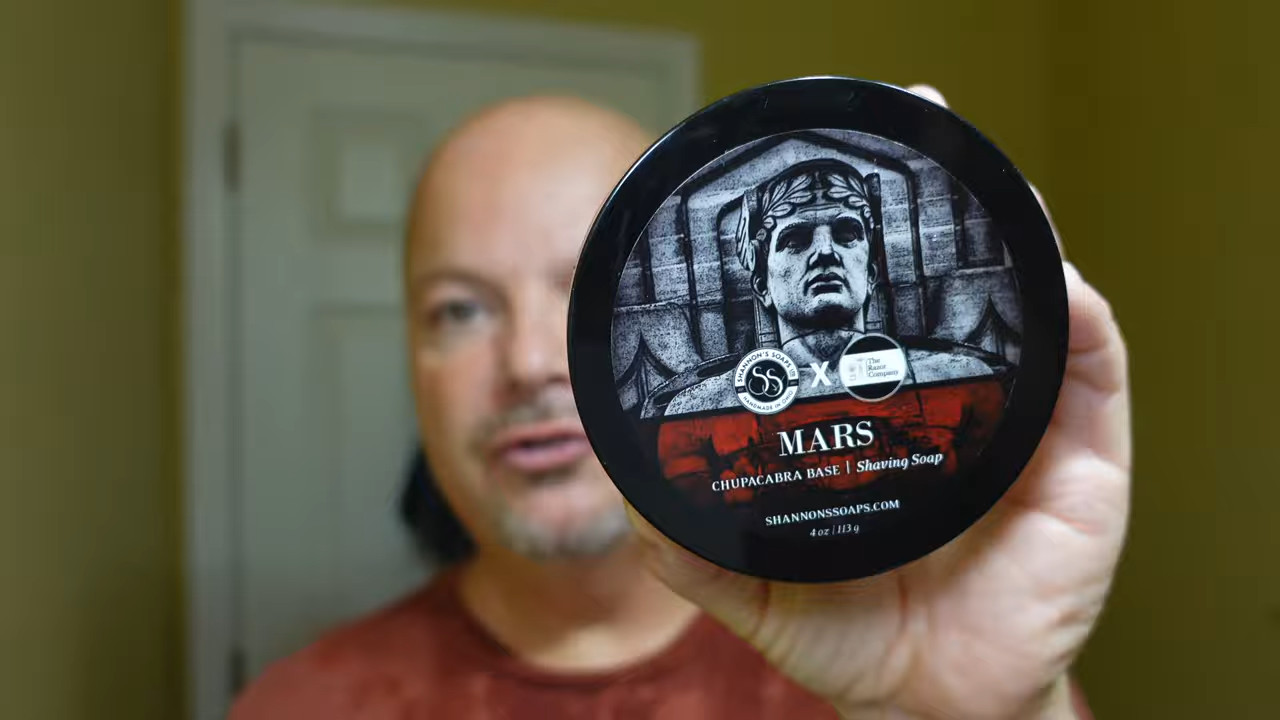 SHANNON'S SOAPS
SS
HANDMADE IN OHIO
X
The
Razor
Company
MARS
CHUPACABRA BASE | Shaving Soap
SHANNONSSOAPS.COM
4 oz | 113 g